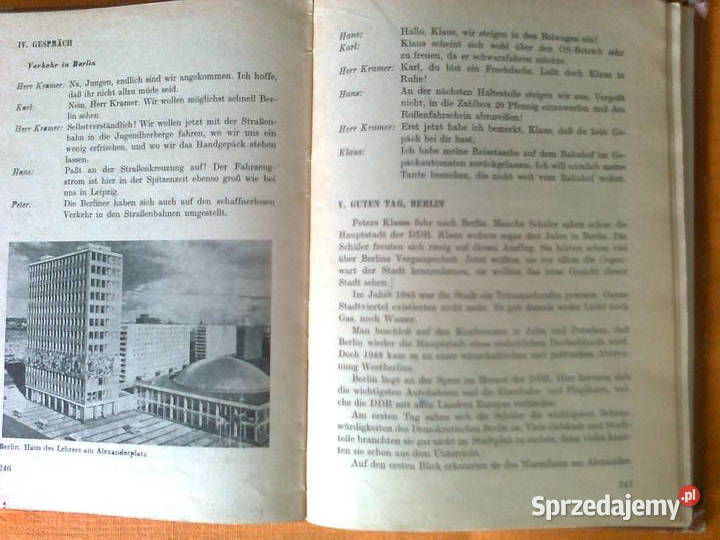 IV. GESPRÄCH
Verkehr in Berlin
Herr Kramer: Na, Jungen, endlich sind wir angekommen. Ich hoffe,
daß ihr nicht allzu müde seid.
Karl: Nein, Herr Kramer. Wir wollen möglichst schnell Ber-
lin sehen.
Herr Kramer: Selbstverständlich! Wir wollen jetzt mit der Straßen-
bahn in die Jugendherberge fahren, wo wir uns ein
wenig erfrischen, und wo wir das Handgepäck stehen
lassen.
Hans: Paßt an der Straßenkreuzung auf! Der Fahrzeug-
strom ist hier in der Spitzenzeit ebenso groß wie bei
uns in Leipzig.
Peter: Die Berliner haben sich auch auf den schaffnerlosen
Verkehr in den Straßenbahnen umgestellt.
Berlin. Haus des Lehrers am Alexanderplatz
246
Hans: Hallo, Klaus, wir steigen in den Beiwagen ein!
Karl: Klaus scheint sich wohl über den OS-Betrieb sehr
zu freuen, da er schwarzfahren möchte.
Herr Kramer: Karl, du bist ein Frechdachs. Laßt doch Klaus in
Ruhe!
Hans: An der nächsten Haltestelle steigen wir aus. Vergeßt
nicht, in die Zahlbox 20 Pfennig einzuwerfen und den
Rollenfahrschein abzureißen!
Herr Kramer: Erst jetzt habe ich bemerkt, Klaus, daß du kein Ge-
päck bei dir hast.
Klaus: Ich habe meine Reisetasche auf dem Bahnhof im Ge-
päckautomaten zurückgelassen. Ich will nämlich meine
Tante besuchen, die nicht weit vom Bahnhof wohnt.
V. GUTEN TAG, BERLIN
Peters Klasse fuhr nach Berlin. Manche Schüler sahen schon die
Hauptstadt der DDR. Klaus wohnte sogar drei Jahre in Berlin. Die
Schüler freuten sich riesig auf diesen Ausflug. Sie hörten schon viel
über Berlins Vergangenheit. Jetzt wollten sie vor allem die Gegen-
wart der Stadt kennenlernen, sie wollten das neue Gesicht dieser
Stadt sehen.
Im Jahre 1945 war die Stadt ein Trümmerhaufen gewesen. Ganze
Stadtviertel existierten nicht mehr. Es gab damals weder Licht noch
Gas, noch Wasser.
Man beschloß auf den Konferenzen in Jalta und Potsdam, daß
Berlin wieder die Hauptstadt eines einheitlichen Deutschlands wird.
Doch 1948 kam es zu einer wirtschaftlichen und politischen Abtren-
nung Westberlins.
Berlin liegt an der Spree im Herzen der DDR. Hier kreuzen sich
die wichtigsten Autobahnen und die Eisenbahn- und Fluglinien, wel-
che die DDR mit allen Ländern Europas verbinden.
Am ersten Tag sahen sich die Schüler die wichtigsten Sehens-
würdigkeiten des Demokratischen Berlins an. Viele Gebäude und Stadt-
teile brauchten sie gar nicht im Stadtplan zu suchen, denn viele kann-
ten sie schon aus dem Unterricht.
Auf den ersten Blick erkannten sie das Warenhaus am Alexander-
247
Sprzedajemy.pl